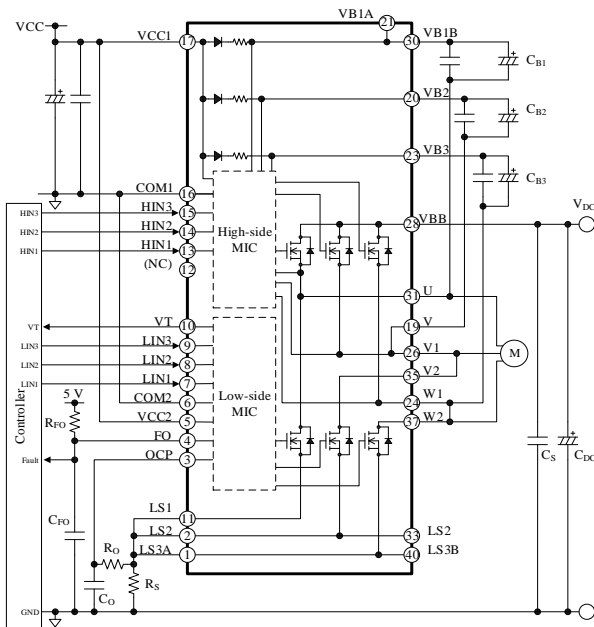 VB1A
VCC
VCC1
17
21
30
VB1B
CB1
20
VB2
CB2
23
VB3
CB3
COM1
16
HIN3
HIN3
15
HIN2
HIN2
14
HIN1
HIN1
13
(NC)
12
High-side
MIC
28
VBB
VDC
31
U
19
V
26
V1
M
35
V2
24
W1
37
W2
VT
VT
10
LIN3
LIN3
9
LIN2
LIN2
8
LIN1
LIN1
7
COM2
6
VCC2
5
FO
4
OCP
3
Low-side
MIC
Controller
5 V
RFO
Fault
CFO
CS
CDC
LS1
11
LS2
2
33
LS2
LS3A
1
40
LS3B
RO
CO
RS
GND